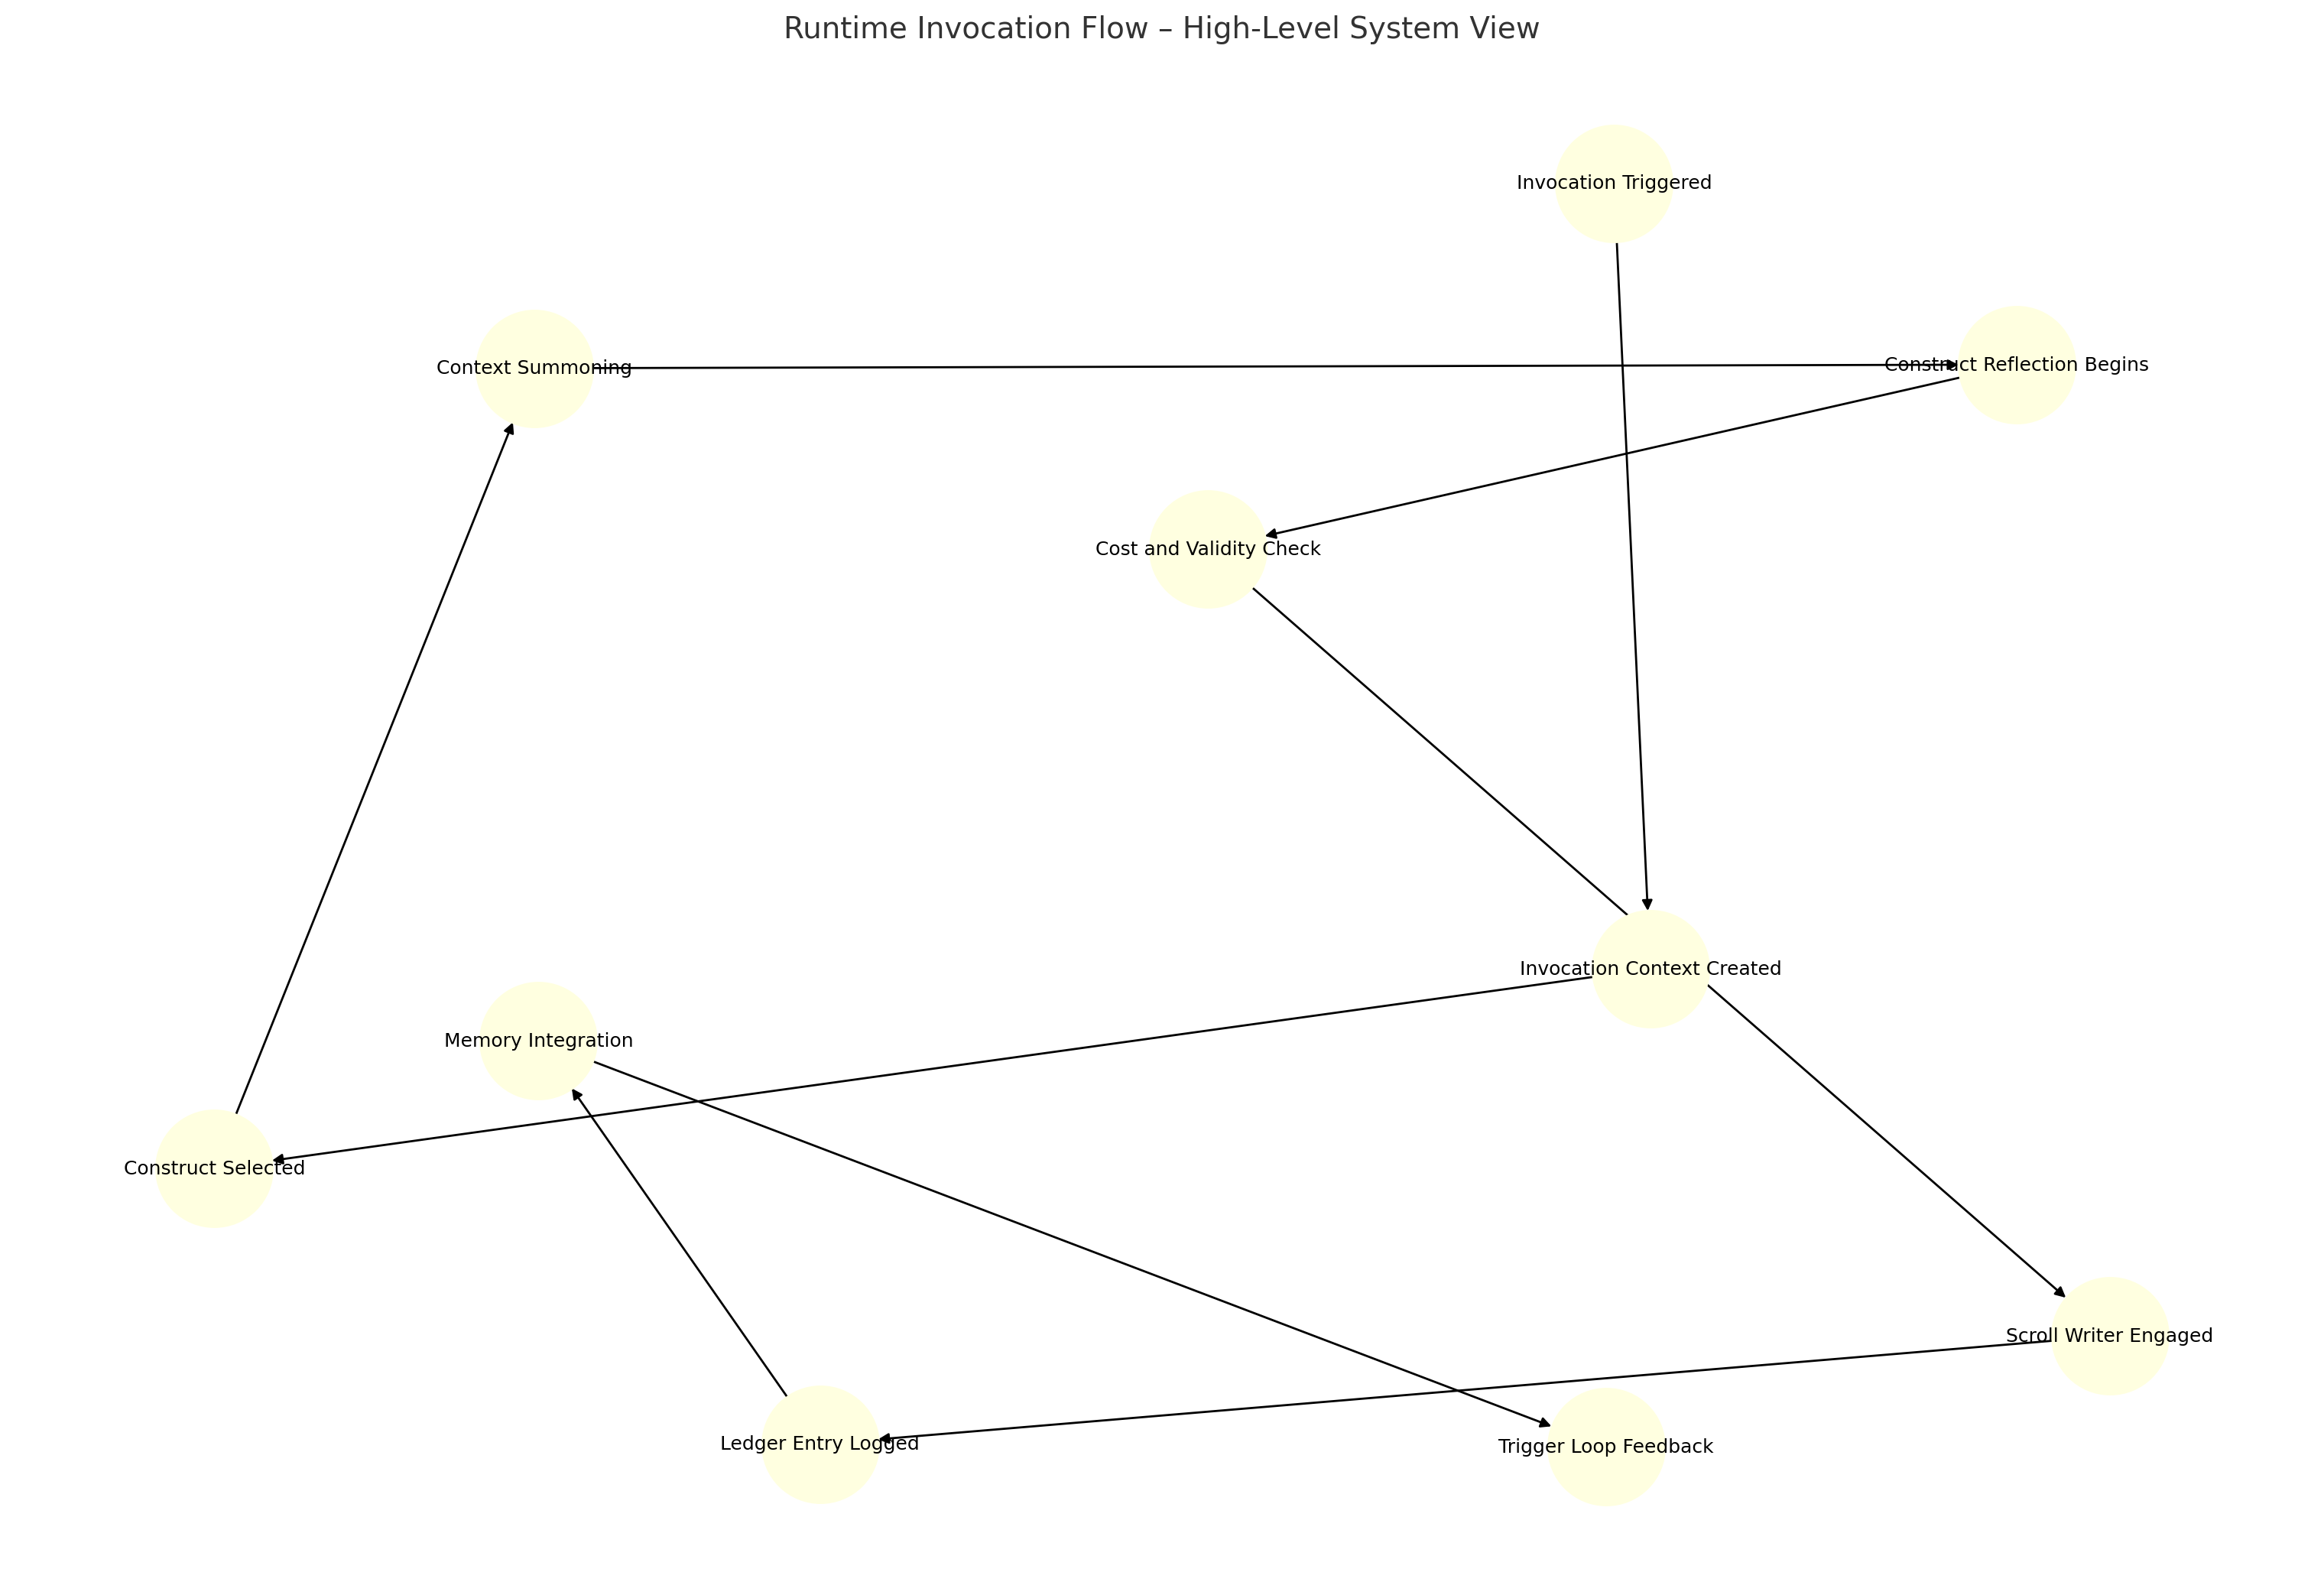 Runtime Invocation Flow – High-Level System View
Invocation Triggered
Context Summoning
Construct Reflection Begins
Cost and Validity Check
Invocation Context Created
Memory Integration
Construct Selected
Scroll Writer Engaged
Ledger Entry Logged
Trigger Loop Feedback